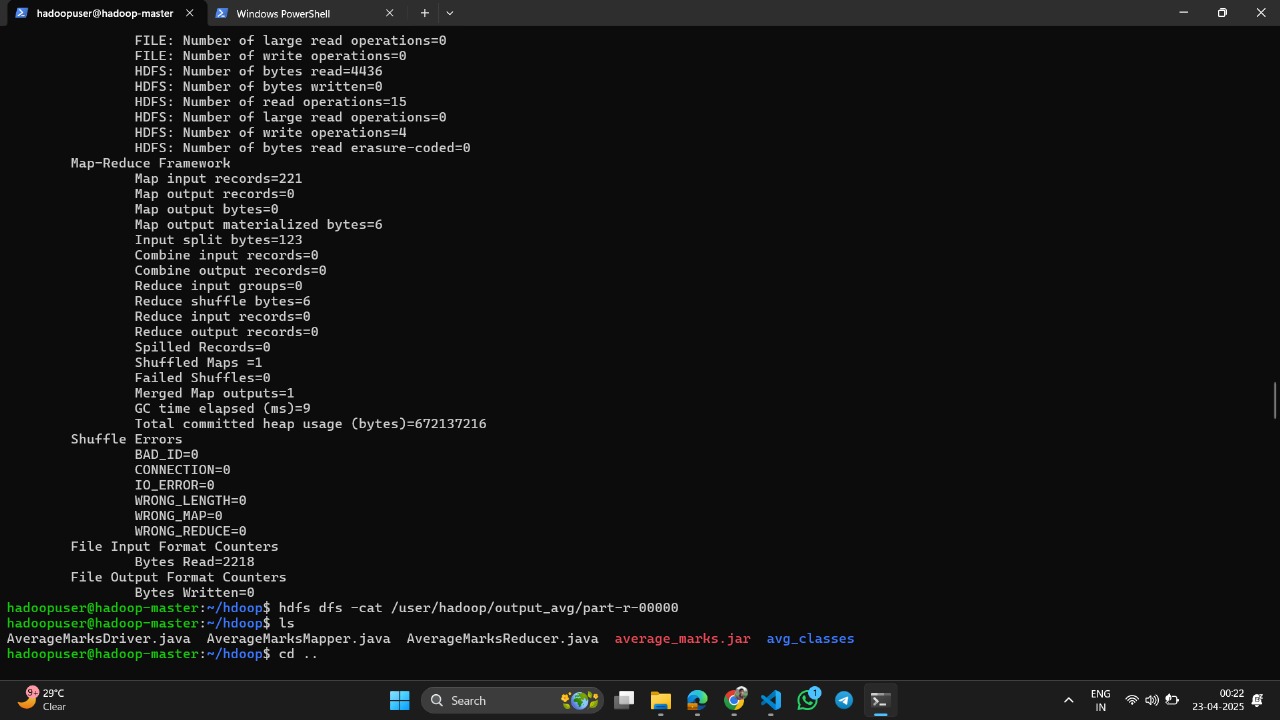 hadoopuser@hadoop-master
Windows PowerShell
FILE: Number of large read operations=0
FILE: Number of write operations=0
HDFS: Number of bytes read=4436
HDFS: Number of bytes written=0
HDFS: Number of read operations=15
HDFS: Number of large read operations=0
HDFS: Number of write operations=4
HDFS: Number of bytes read erasure-coded=0
Map-Reduce Framework
Map input records=221
Map output records=0
Map output bytes=0
Map output materialized bytes=6
Input split bytes=123
Combine input records=0
Combine output records=0
Reduce input groups=0
Reduce shuffle bytes=6
Reduce input records=0
Reduce output records=0
Spilled Records=0
Shuffled Maps =1
Failed Shuffles=0
Merged Map outputs=1
GC time elapsed (ms)=9
Total committed heap usage (bytes)=672137216
Shuffle Errors
BAD_ID=0
CONNECTION=0
IO_ERROR=0
WRONG_LENGTH=0
WRONG_MAP=0
WRONG_REDUCE=0
File Input Format Counters
Bytes Read=2218
File Output Format Counters
Bytes Written=0
hadoopuser@hadoop-master:~/hdoop$ hdfs dfs -cat /user/hadoop/output_avg/part-r-00000
hadoopuser@hadoop-master:~/hdoop$ ls
AverageMarksDriver.java AverageMarksMapper.java AverageMarksReducer.java average_marks.jar avg_classes
hadoopuser@hadoop-master:~/hdoop$ cd ..
9+
29°C
Clear
Search
1
ENG
IN
00:22
23-04-2025